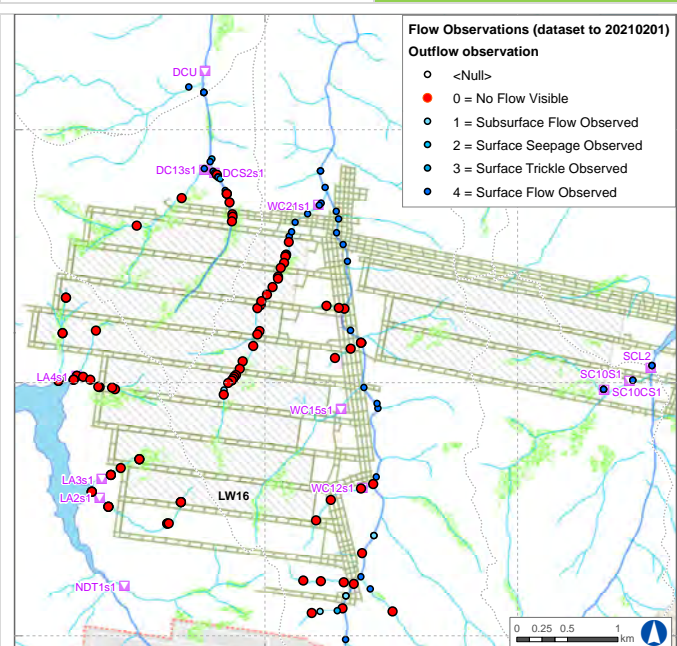 Flow Observations (dataset to 20210201)
Outflow observation
<Null>
0 = No Flow Visible
1 = Subsurface Flow Observed
2 = Surface Seepage Observed
3 = Surface Trickle Observed
4 = Surface Flow Observed
DCU
DC13s1
DCS2s1
WC21s1
SCL2
SC10S1
SC10CS1
LA4s1
WC15s1
LA3s1
LA2s1
LW16
WC12s1
NDT1s1
0 0.25 0.5 1
km